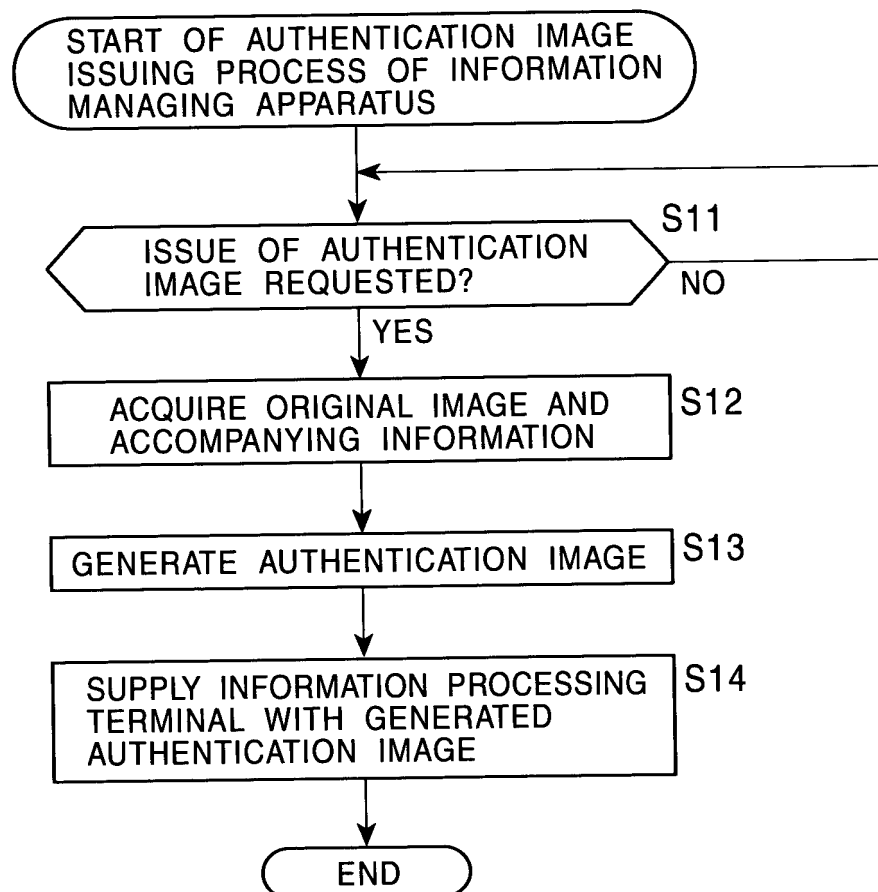 START OF AUTHENTICATION IMAGE
ISSUING PROCESS OF INFORMATION
MANAGING APPARATUS
S11
ISSUE OF AUTHENTICATION
IMAGE REQUESTED?
NO
YES
S12
ACQUIRE ORIGINAL IMAGE AND
ACCOMPANYING INFORMATION
S13
GENERATE AUTHENTICATION IMAGE
S14
SUPPLY INFORMATION PROCESSING
TERMINAL WITH GENERATED
AUTHENTICATION IMAGE
END